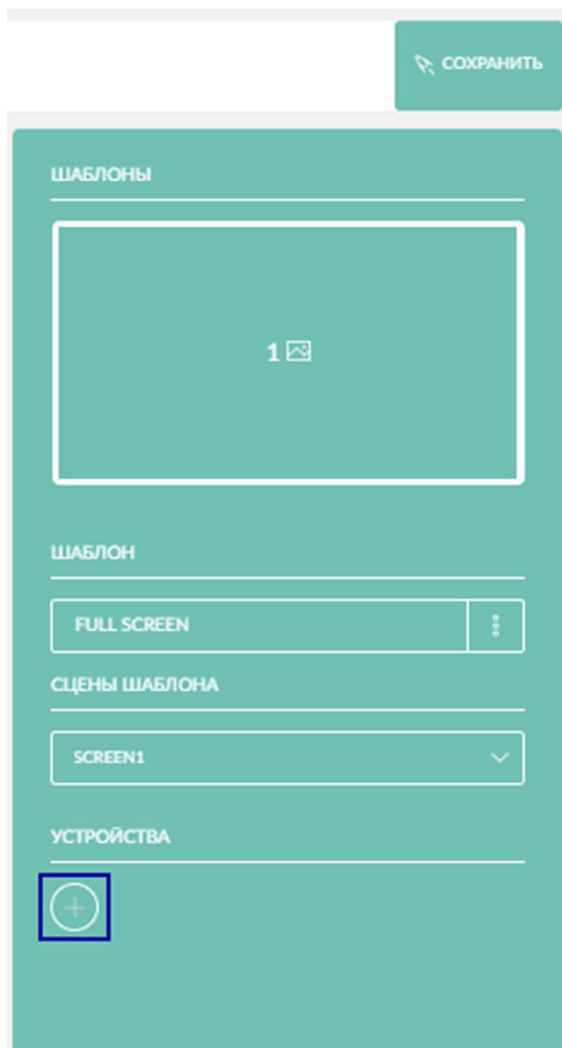 СОХРАНИТЬ
ШАБЛОНЫ
1
ШАБЛОН
FULL SCREEN
СЦЕНЫ ШАБЛОНА
SCREEN1
УСТРОЙСТВА